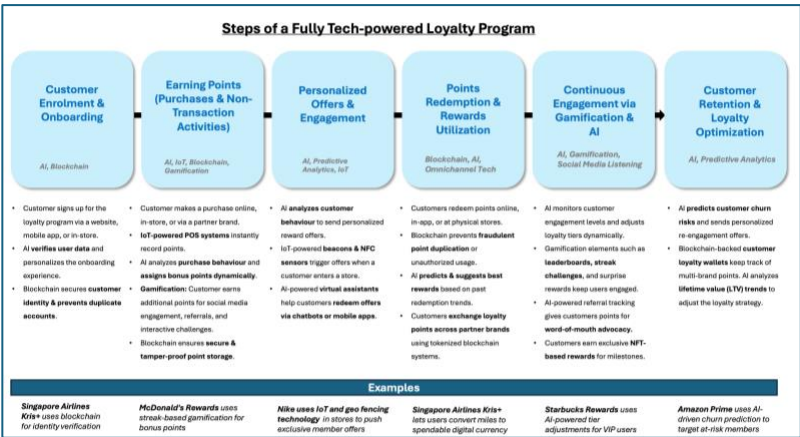 Steps of a Fully Tech-powered Loyalty Program
Customer
Enrolment &
Onboarding
AI, Blockchain
Earning Points
(Purchases & Non-
Transaction
Activities)
AI, IoT, Blockchain,
Gamification
Personalized
Offers &
Engagement
AI, Predictive
Analytics, IoT
Points
Redemption &
Rewards
Utilization
Blockchain, AI,
Omnichannel Tech
Continuous
Engagement via
Gamification &
AI
AI, Gamification,
Social Media Listening
Customer
Retention &
Loyalty
Optimization
AI, Predictive Analytics
• Customer signs up for the
loyalty program via a website,
mobile app, or in-store.
• AI verifies user data and
personalizes the onboarding
experience.
• Blockchain secures customer
identity & prevents duplicate
accounts.
• Customer makes a purchase online,
in-store, or via a partner brand.
• IoT-powered POS systems instantly
record points.
• AI analyzes purchase behaviour and
assigns bonus points dynamically.
• Gamification: Customer earns
additional points for social media
engagement, referrals, and
interactive challenges.
• Blockchain ensures secure &
tamper-proof point storage.
• AI analyzes customer
behaviour to send personalized
reward offers.
• IoT-powered beacons & NFC
sensors trigger offers when a
customer enters a store.
• AI-powered virtual assistants
help customers redeem offers
via chatbots or mobile apps.
• Customers redeem points online,
in-app, or at physical stores.
• Blockchain prevents fraudulent
point duplication or
unauthorized usage.
• AI predicts & suggests best
rewards based on past
redemption trends.
• Customers exchange loyalty
points across partner brands
using tokenized blockchain
systems.
• AI monitors customer
engagement levels and adjusts
loyalty tiers dynamically.
• Gamification elements such as
leaderboards, streak
challenges, and surprise
rewards keep users engaged.
• AI-powered referral tracking
gives customers points for
word-of-mouth advocacy.
• Customers earn exclusive NFT-
based rewards for milestones.
• AI predicts customer churn
risks and sends personalized
re-engagement offers.
• Blockchain-backed customer
loyalty wallets keep track of
multi-brand points. AI analyzes
lifetime value (LTV) trends to
adjust the loyalty strategy.
Examples
Singapore Airlines
Kris+ uses blockchain
for identity verification
McDonald's Rewards uses
streak-based gamification for
bonus points
Nike uses IoT and geo fencing
technology in stores to push
exclusive member offers
Singapore Airlines Kris+
lets users convert miles to
spendable digital currency
Starbucks Rewards uses
AI-powered tier
adjustments for VIP users
Amazon Prime uses AI-
driven churn prediction to
target at-risk members